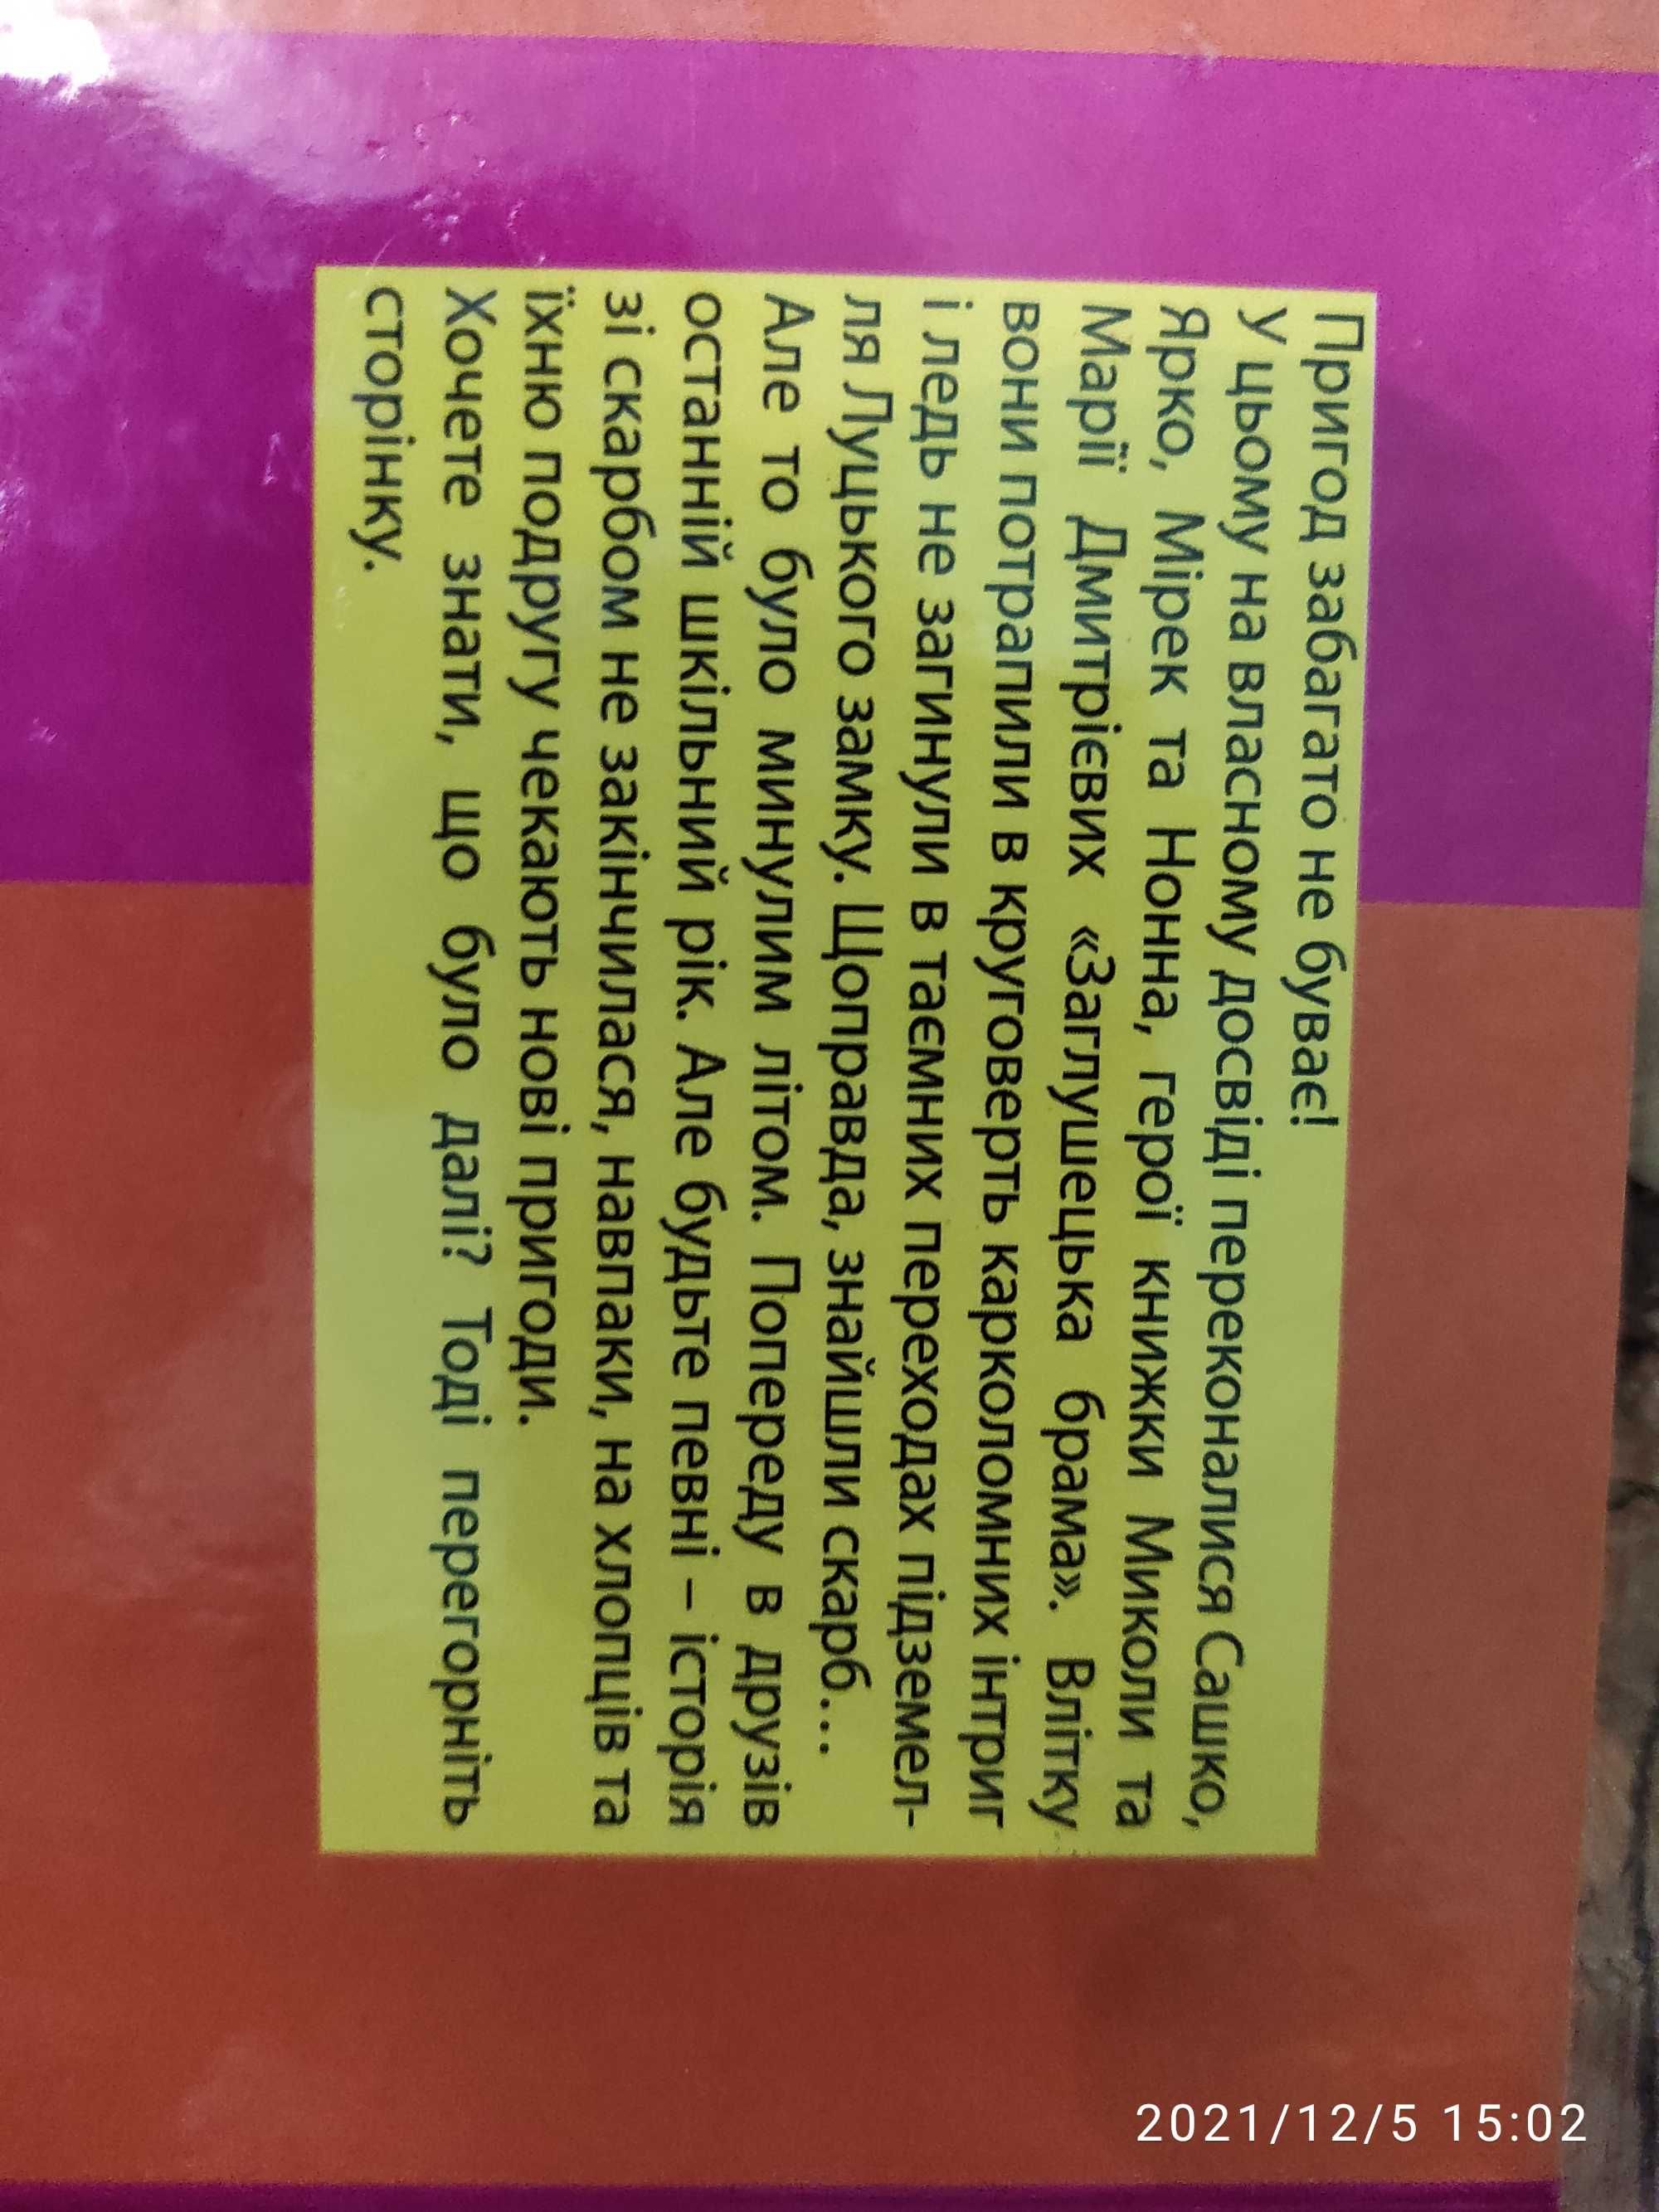 Пригод забагато не буває!
У цьому на власному досвіді переконалися Сашко,
Ярко, Мірек та Нонна, герої книжки Миколи та
Марії Дмитрієвих «Заглушецька брама». Влітку
вони потрапили в круговерть карколомних інтриг
і ледь не загинули в таємних переходах підземел-
ля Луцького замку. Щоправда, знайшли скарб...
Але то було минулим літом. Попереду в друзів
останній шкільний рік. Але будьте певні – історія
зі скарбом не закінчилася, навпаки, на хлопців та
їхню подругу чекають нові пригоди.
Хочете знати, що було далі? Тоді перегорніть
сторінку.
2021/12/5 15:02